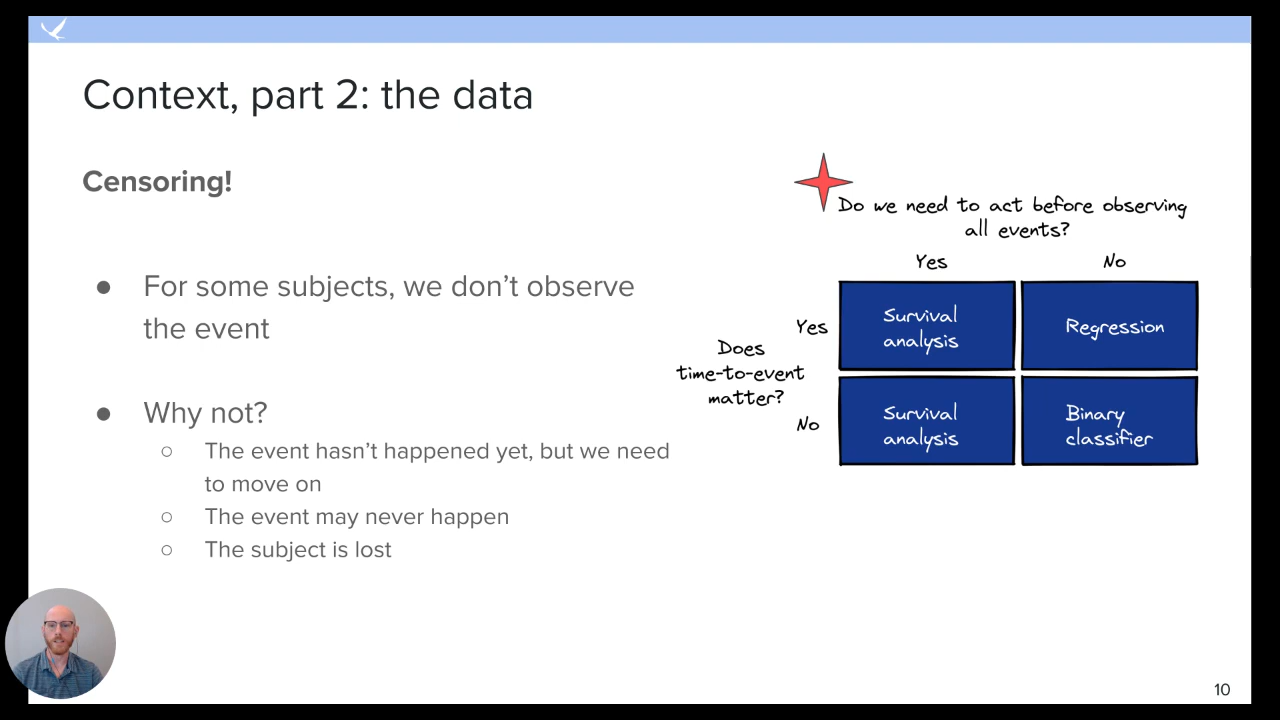 Context, part 2: the data
Censoring!
● For some subjects, we don’t observe
the event
● Why not?
○ The event hasn’t happened yet, but we need
to move on
○ The event may never happen
○ The subject is lost
Do we need to act before observing
all events?
Yes
No
Does
time-to-event
matter?
Yes
Survival
analysis
Regression
No
Survival
analysis
Binary
classifier
10